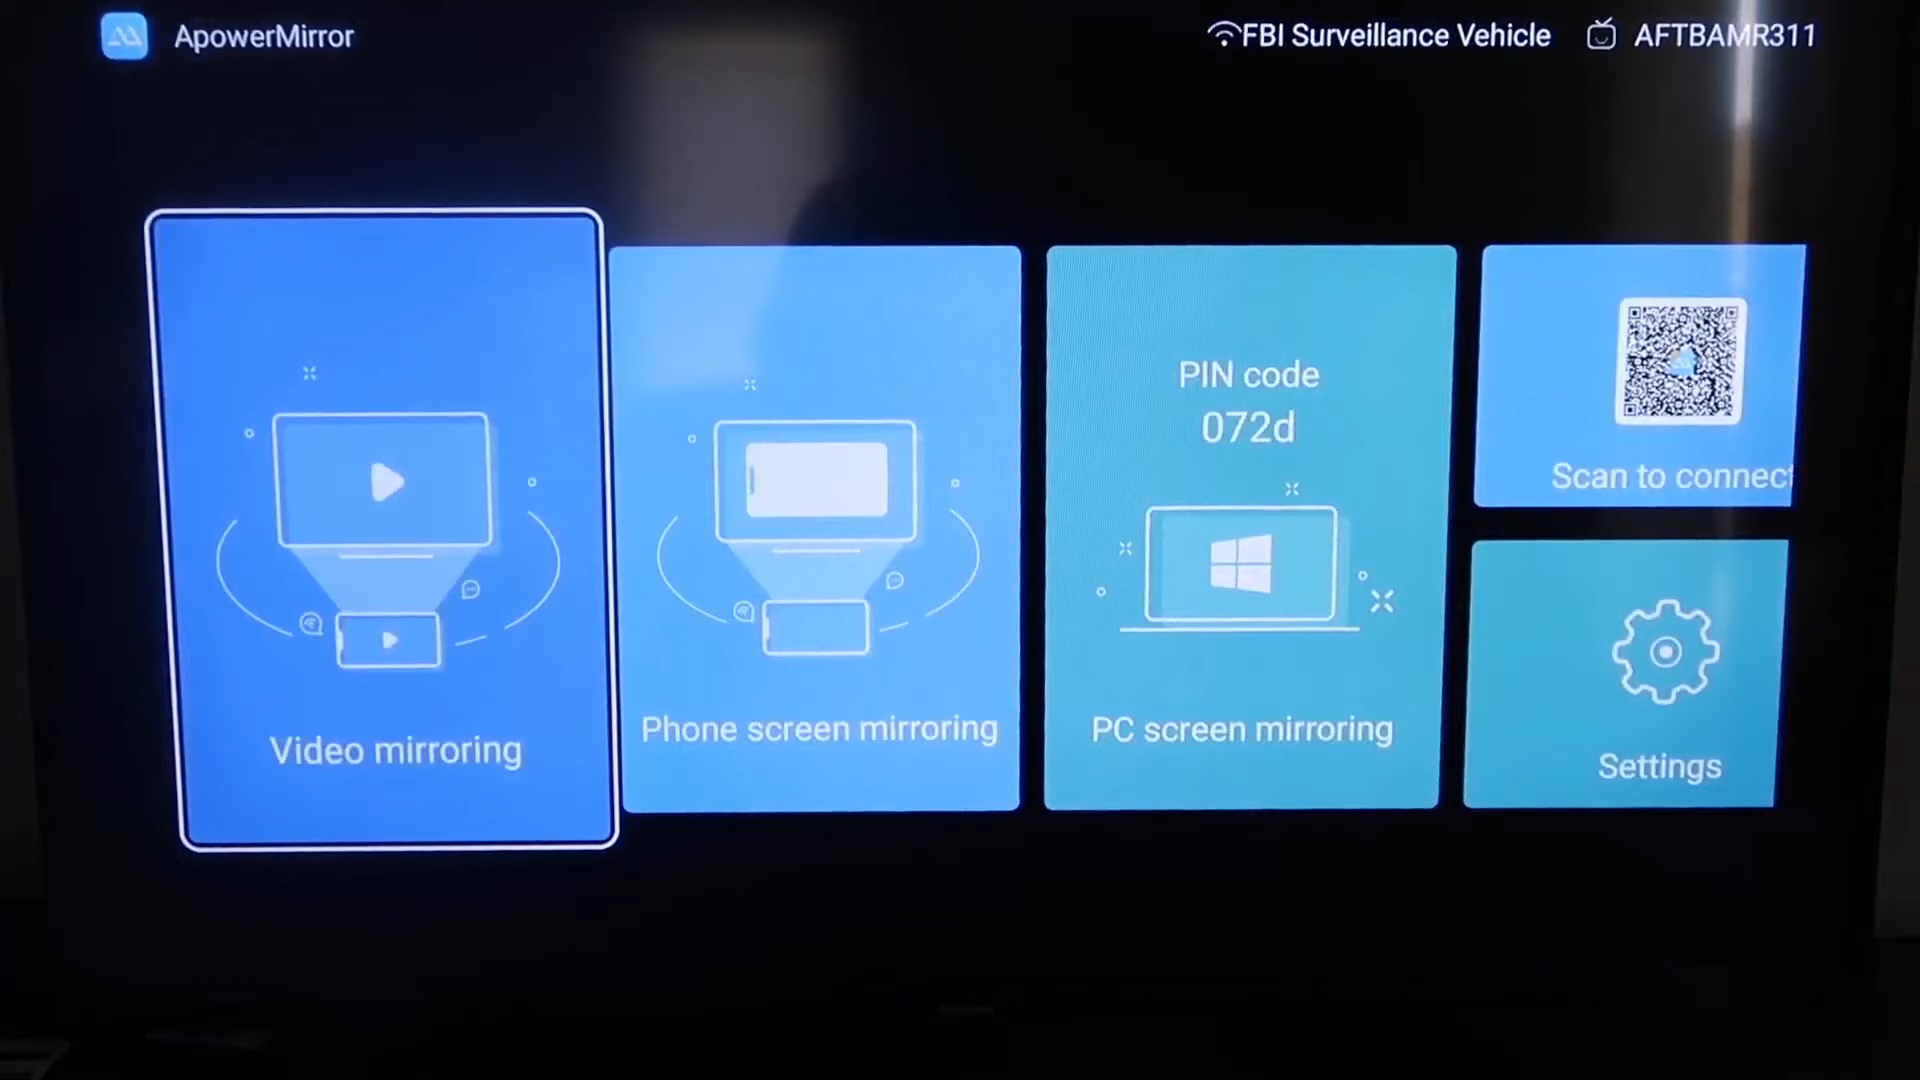 ApowerMirror
FBI Surveillance Vehicle
AFTBAMR311
Video mirroring
Phone screen mirroring
PIN code
072d
PC screen mirroring
Scan to connect
Settings